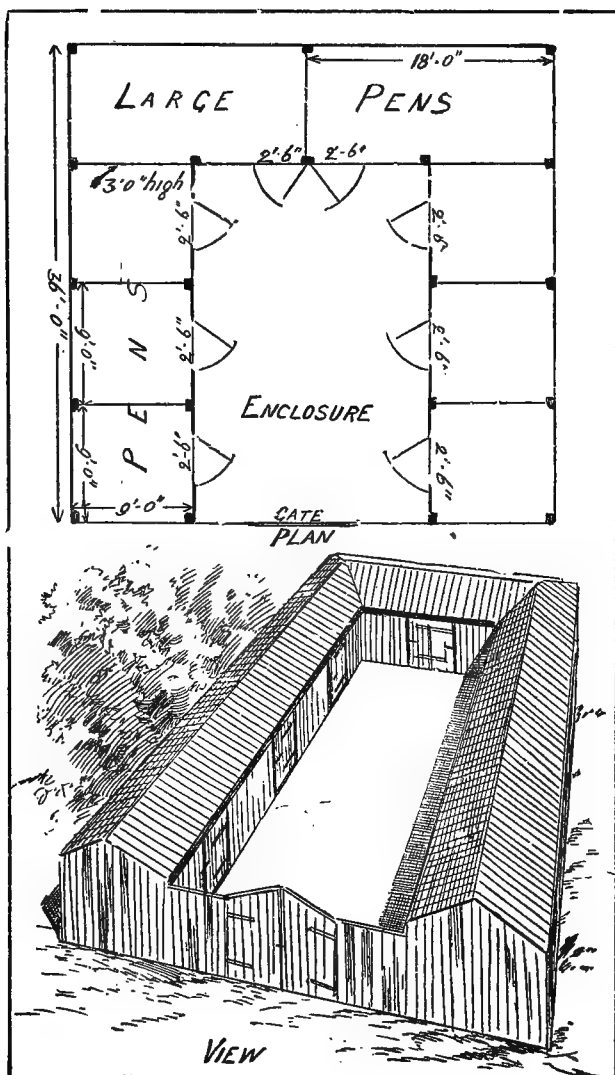 18'-0"
LARGE PENS
2'-6" 2-6"
3'0" high
2'-6" 2'-6"
36'-0"
9'-0" 2'-6" 2'-6"
PENS
ENCLOSURE
9'-0" 2'-6" 2'-6"
9'-0"
GATE
PLAN
VIEW